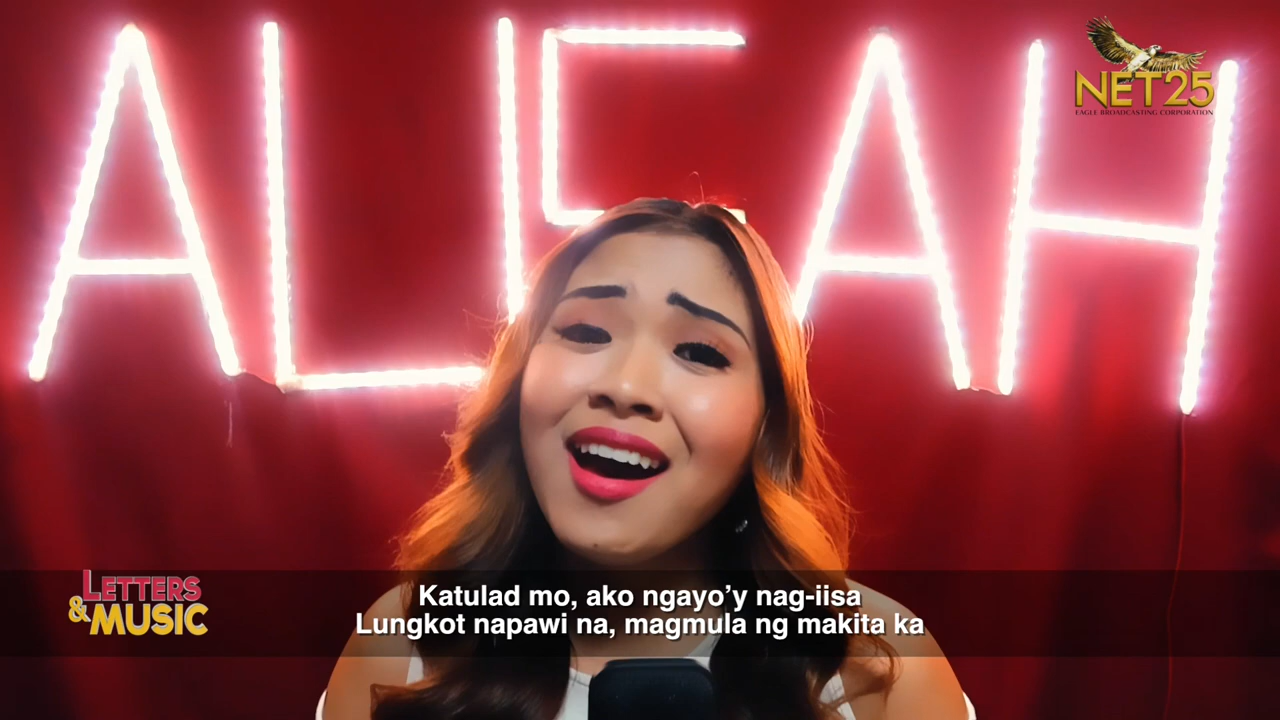 NET25
EAGLE BROADCASTING CORPORATION
LETTERS
& MUSIC
Katulad mo, ako ngayo’y nag-iisa
Lungkot napawi na, magmula ng makita ka